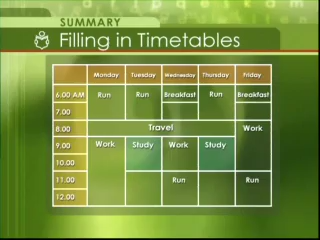 SUMMARY
Filling in Timetables
Monday Tuesday Wednesday Thursday Friday
6.00 AM Run Run Breakfast Run Breakfast
7.00
8.00 Travel Work
9.00 Work Study Work Study
10.00
11.00 Run Run
12.00